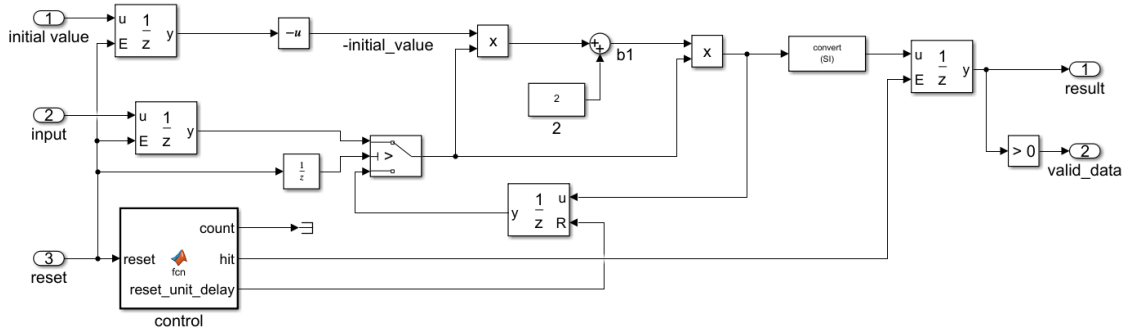 1
initial value
u
E
1
z
y
-u
-initial_value
x
+
+
b1
x
convert
(SI)
u
E
1
z
y
1
result
2
2
2
input
u
E
1
z
y
>
> 0
2
valid_data
1
z
y
1
z
u
R
3
reset
reset
fcn
count
hit
reset_unit_delay
control